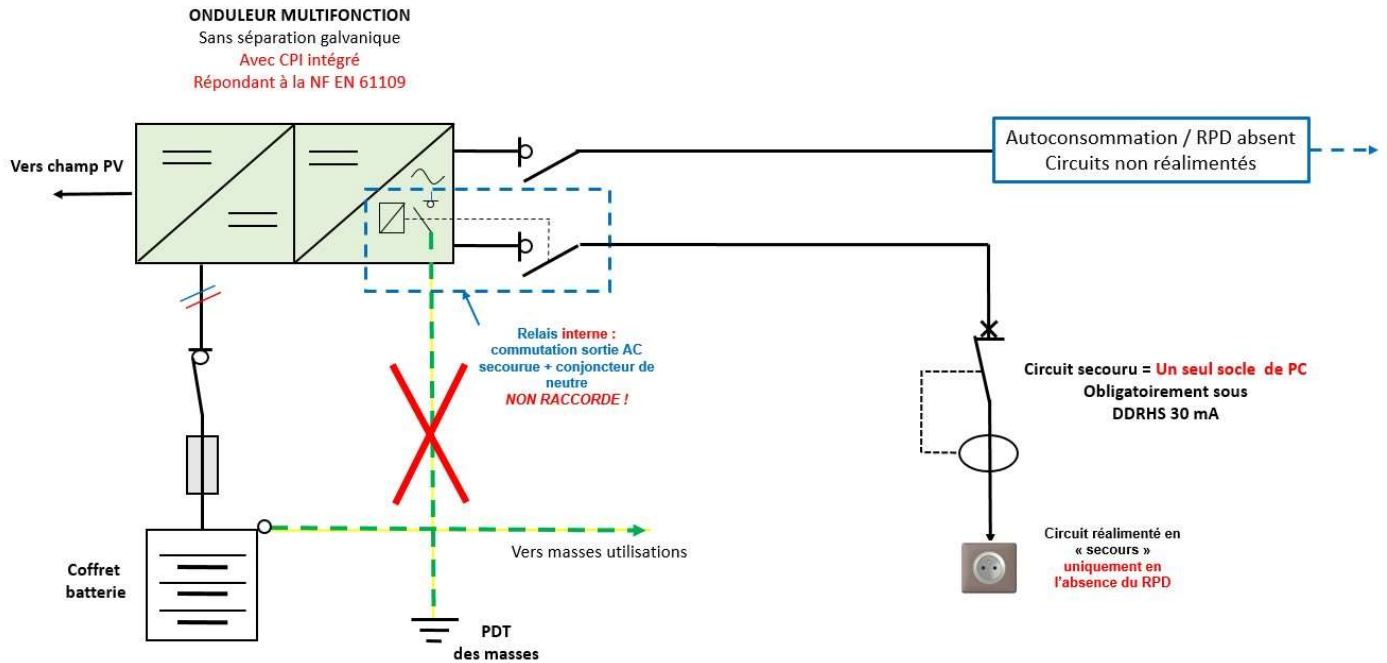 ONDULEUR MULTIFONCTION
Sans séparation galvanique
Avec CPI intégré
Répondant à la NF EN 61109
Vers champ PV
Autoconsommation / RPD absent
Circuits non réalimentés
Relais interne :
commutation sortie AC
secourue + conjoncteur de
neutre
NON RACCORDE !
Circuit secouru = Un seul socle de PC
Obligatoirement sous
DDRHS 30 mA
Vers masses utilisations
Circuit réalimenté en
« secours »
uniquement en
l'absence du RPD
Coffret
batterie
PDT
des masses